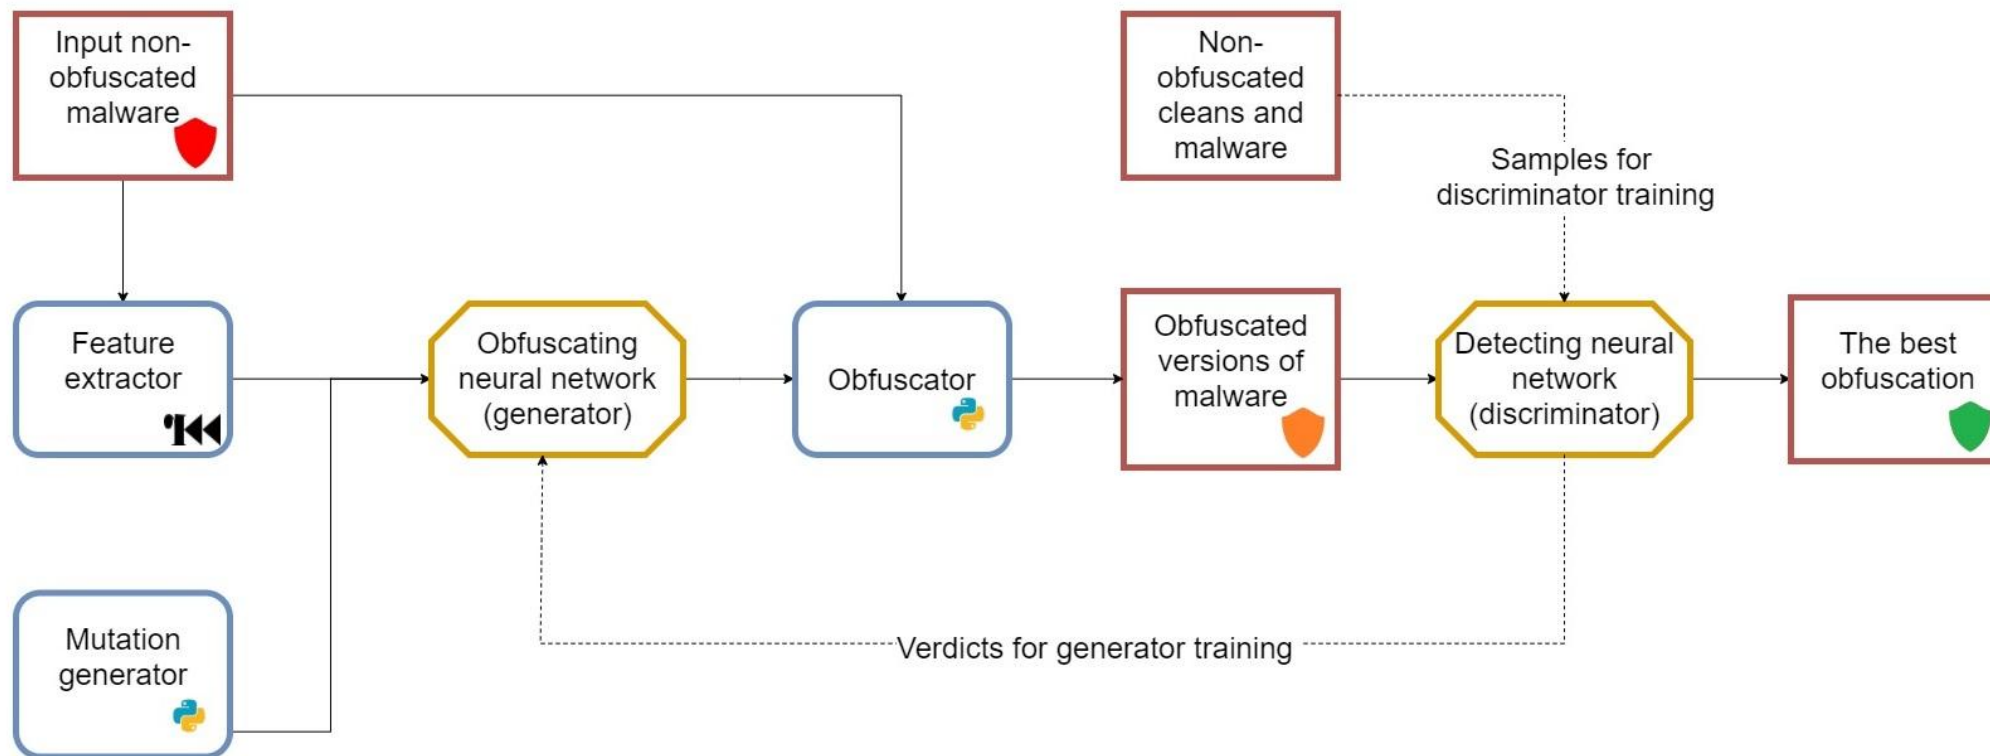 Input non-
obfuscated
malware
Non-
obfuscated
cleans and
malware
Samples for
discriminator training
Feature
extractor
Obfuscating
neural network
(generator)
Obfuscator
Obfuscated
versions of
malware
Detecting neural
network
(discriminator)
The best
obfuscation
Mutation
generator
Verdicts for generator training